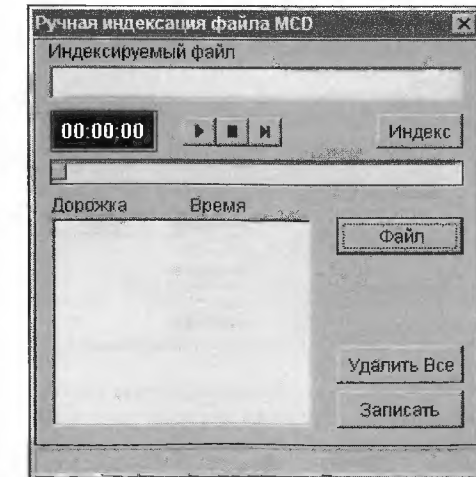 Ручная индексация файла MCD
Индексируемый файл
00:00:00 Индекс
Дорожка Время
Файл
Удалить Все
Записать